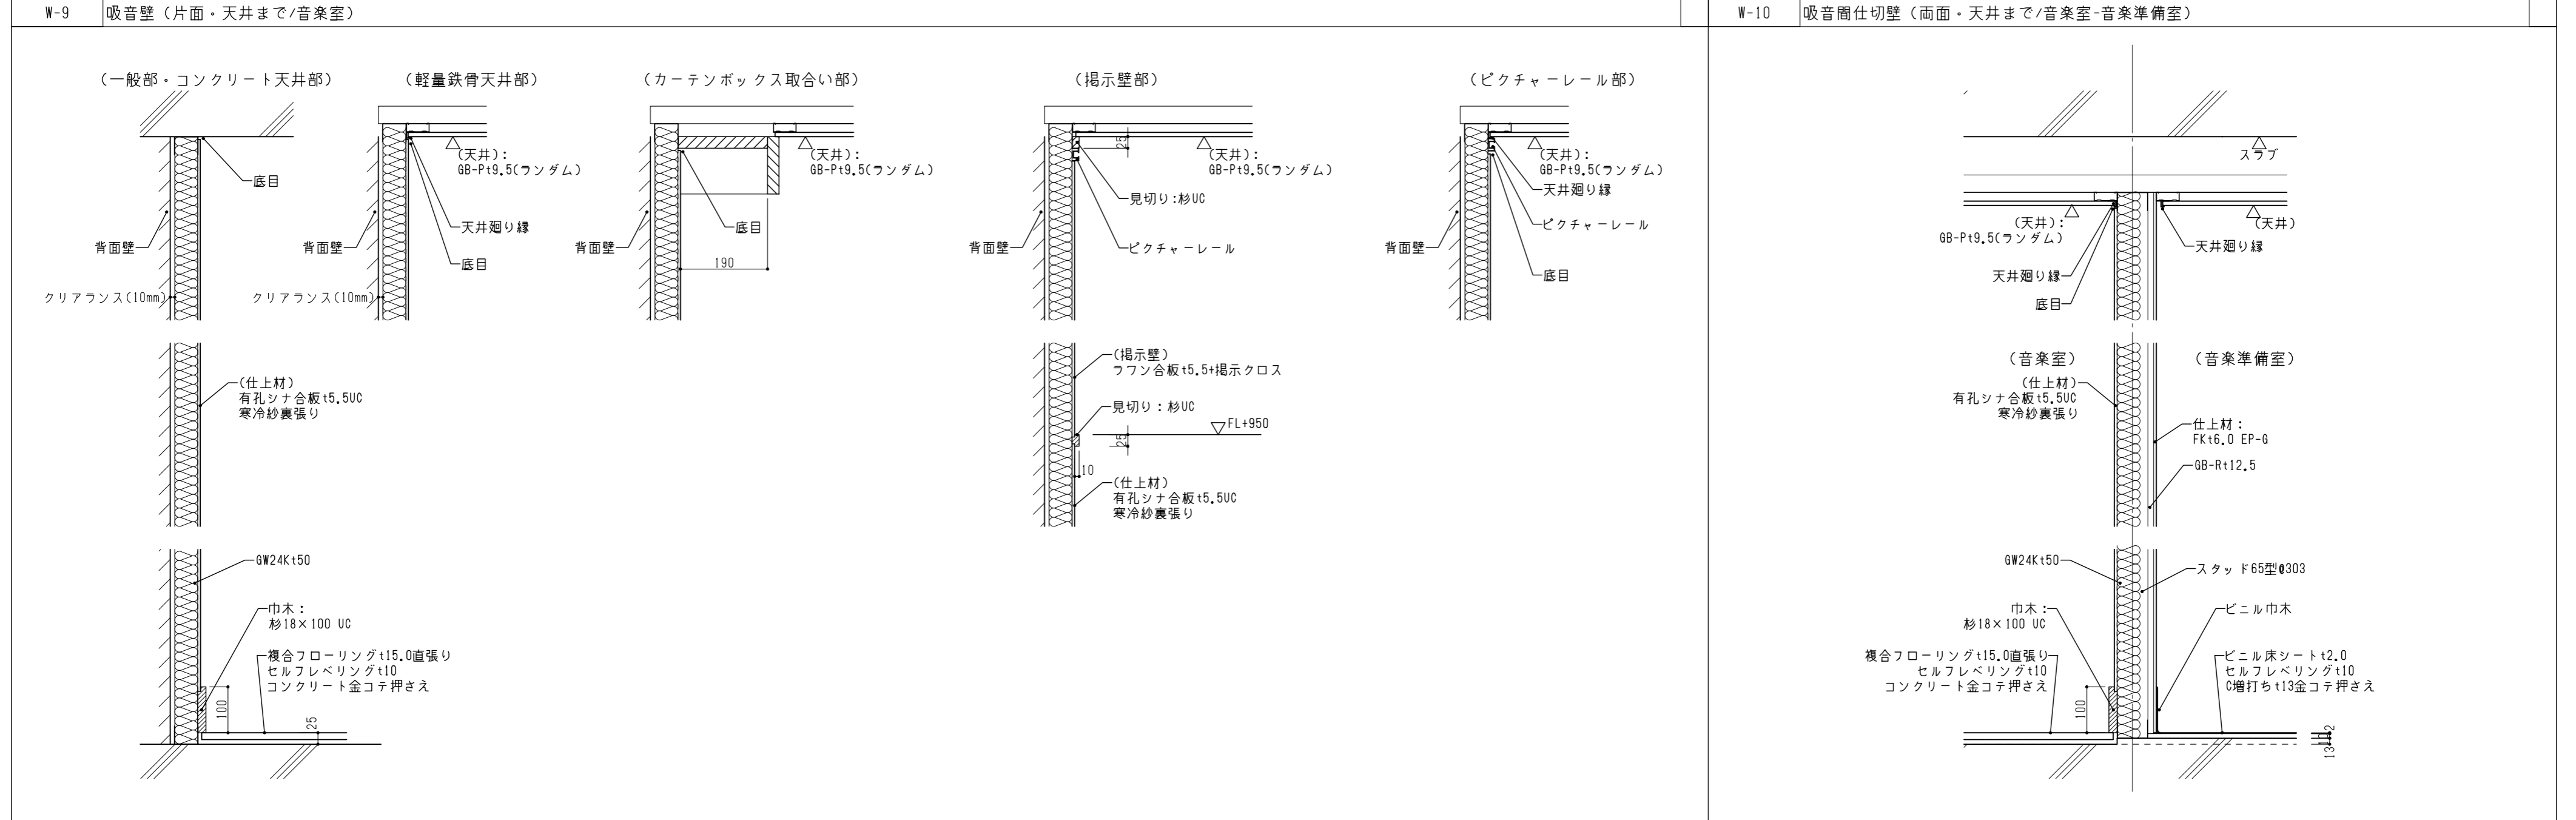 W-9
吸音壁（片面・天井まで/音楽室）
（一般部・コンクリート天井部）
底目
背面壁
クリアランス(10mm)
(仕上材)
有孔シナ合板t5.5UC
寒冷紗裏張り
GW24Kt50
巾木：
杉18×100 UC
複合フローリングt15.0直張り
セルフレベリングt10
コンクリート金コテ押さえ
100
25
（軽量鉄骨天井部）
(天井)：
GB-Pt9.5(ランダム)
天井廻り縁
底目
背面壁
クリアランス(10mm)
（カーテンボックス取合い部）
(天井)：
GB-Pt9.5(ランダム)
底目
背面壁
190
（掲示壁部）
25
(天井)：
GB-Pt9.5(ランダム)
見切り:杉UC
ピクチャーレール
背面壁
(掲示壁)
ラワン合板t5.5+掲示クロス
見切り：杉UC
FL+950
25
10
(仕上材)
有孔シナ合板t5.5UC
寒冷紗裏張り
（ピクチャーレール部）
(天井)：
GB-Pt9.5(ランダム)
天井廻り縁
ピクチャーレール
底目
背面壁
W-10
吸音間仕切壁（両面・天井まで/音楽室-音楽準備室）
スラブ
(天井)：
GB-Pt9.5(ランダム)
天井廻り縁
底目
(天井)
天井廻り縁
（音楽室）
（音楽準備室）
(仕上材)
有孔シナ合板t5.5UC
寒冷紗裏張り
仕上材：
FKt6.0 EP-G
GB-Rt12.5
GW24Kt50
スタッド65型@303
巾木：
杉18×100 UC
ビニル巾木
複合フローリングt15.0直張り
セルフレベリングt10
コンクリート金コテ押さえ
ビニル床シートt2.0
セルフレベリングt10
C増打ちt13金コテ押さえ
100
13
10
2